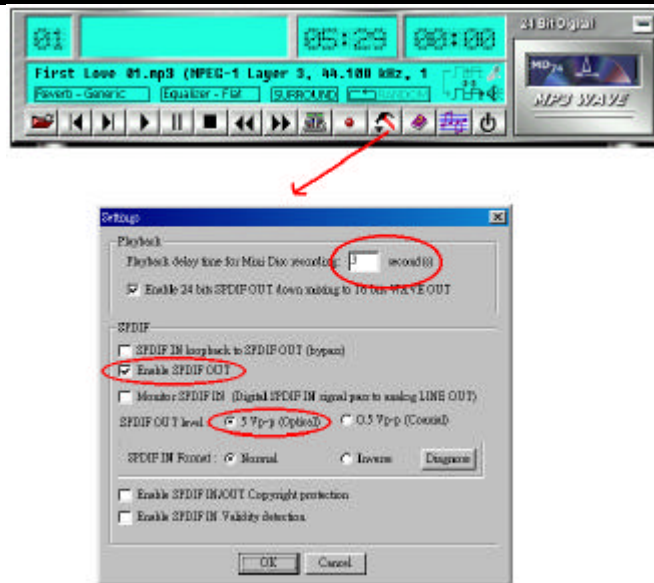 01 05:29 00:00
24 Bit Digital
First Love 01.mp3 (MPEG-1 Layer 3, 44.100 kHz, 1
Reverb - Generic Equalizer - Flat SURROUND RANDOM
MD74
MP3 WAVE
Settings
Playback
Playback delay time for Mini Disc recording: 3 second(s)
Enable 24 bits SPDIF OUT down mixing to 16 bits WAVE OUT
SPDIF
SPDIF IN loopback to SPDIF OUT (bypass)
Enable SPDIF OUT
Monitor SPDIF IN (Digital SPDIF IN signal pass to analog LINE OUT)
SPDIF OUT level: 5 Vp-p (Optical) 0.5 Vp-p (Coaxial)
SPDIF IN Format : Normal Inverse Diagnose
Enable SPDIF IN/OUT Copyright protection
Enable SPDIF IN Validity detection
OK Cancel